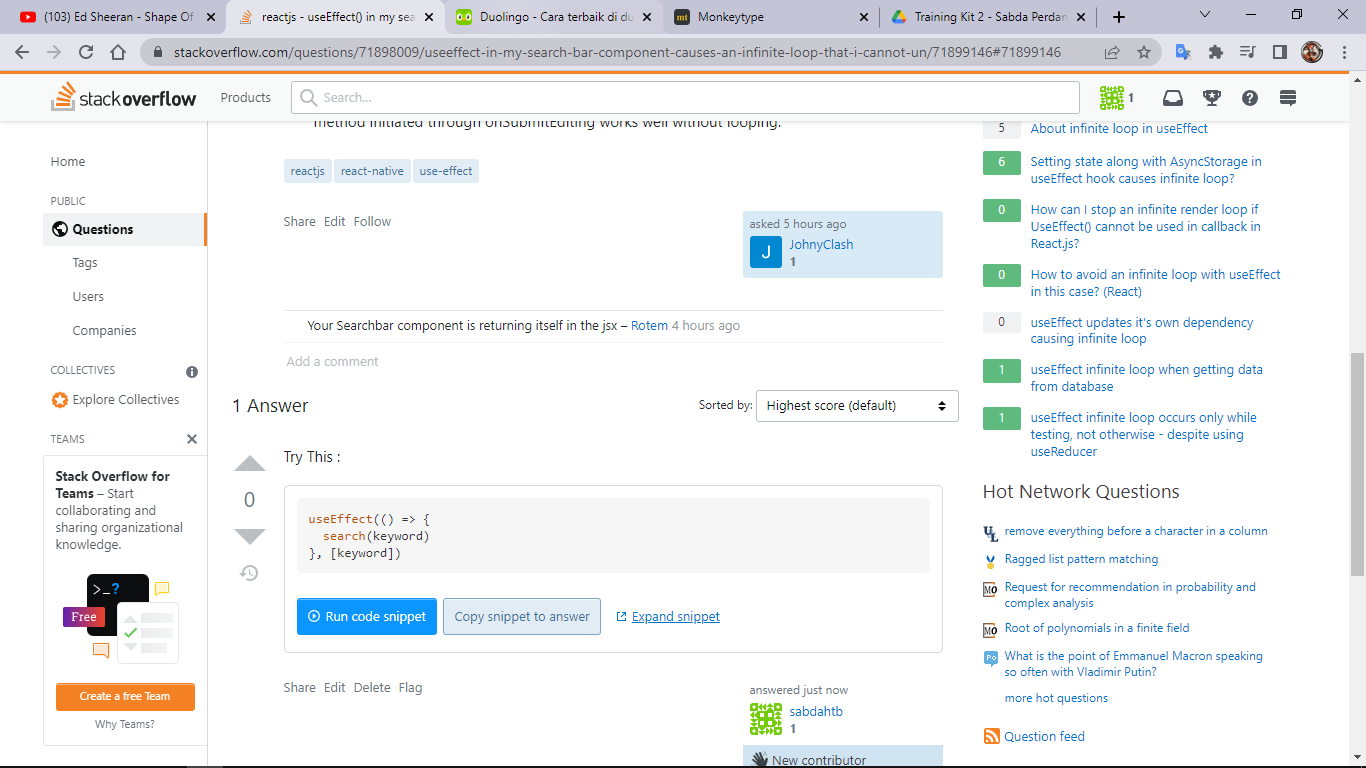 (103) Ed Sheeran - Shape Of
reactjs - useEffect() in my sea
Duolingo - Cara terbaik di du
mt Monkeytype
Training Kit 2 - Sabda Perdan
stackoverflow.com/questions/71898009/useeffect-in-my-search-bar-component-causes-an-infinite-loop-that-i-cannot-un/71899146#71899146
stackoverflow
Products
Search...
1
method initiated through onSubmitEditing works well without looping.
reactjs react-native use-effect
Share Edit Follow
asked 5 hours ago
J
JohnyClash
1
Your Searchbar component is returning itself in the jsx – Rotem 4 hours ago
Add a comment
1 Answer
Sorted by: Highest score (default)
Try This :
0
useEffect(() => {
search(keyword)
}, [keyword])
Run code snippet
Copy snippet to answer
Expand snippet
Share Edit Delete Flag
answered just now
sabdahtb
1
New contributor
Home
PUBLIC
Questions
Tags
Users
Companies
COLLECTIVES
Explore Collectives
TEAMS
Stack Overflow for
Teams – Start
collaborating and
sharing organizational
knowledge.
>_?
Free
Create a free Team
Why Teams?
5 About infinite loop in useEffect
6 Setting state along with AsyncStorage in
useEffect hook causes infinite loop?
0 How can I stop an infinite render loop if
UseEffect() cannot be used in callback in
React.js?
0 How to avoid an infinite loop with useEffect
in this case? (React)
0 useEffect updates it's own dependency
causing infinite loop
1 useEffect infinite loop when getting data
from database
1 useEffect infinite loop occurs only while
testing, not otherwise - despite using
useReducer
Hot Network Questions
UL remove everything before a character in a column
Ragged list pattern matching
MO Request for recommendation in probability and
complex analysis
MO Root of polynomials in a finite field
Po What is the point of Emmanuel Macron speaking
so often with Vladimir Putin?
more hot questions
Question feed